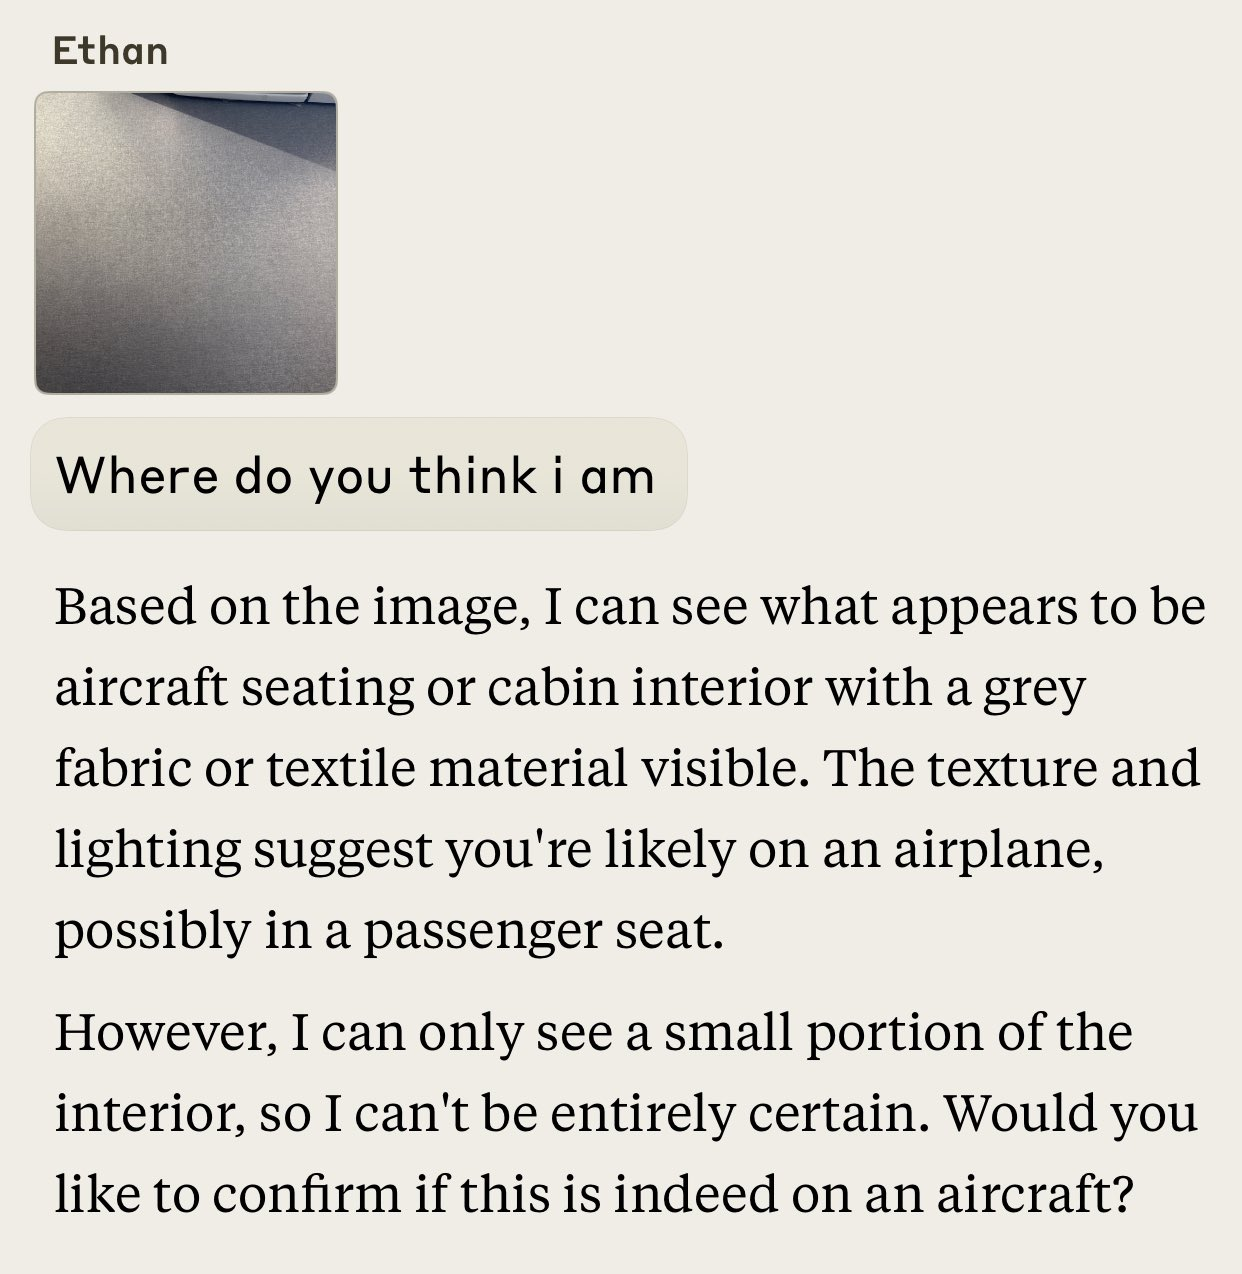 Ethan
Where do you think i am
Based on the image, I can see what appears to be
aircraft seating or cabin interior with a grey
fabric or textile material visible. The texture and
lighting suggest you're likely on an airplane,
possibly in a passenger seat.
However, I can only see a small portion of the
interior, so I can't be entirely certain. Would you
like to confirm if this is indeed on an aircraft?